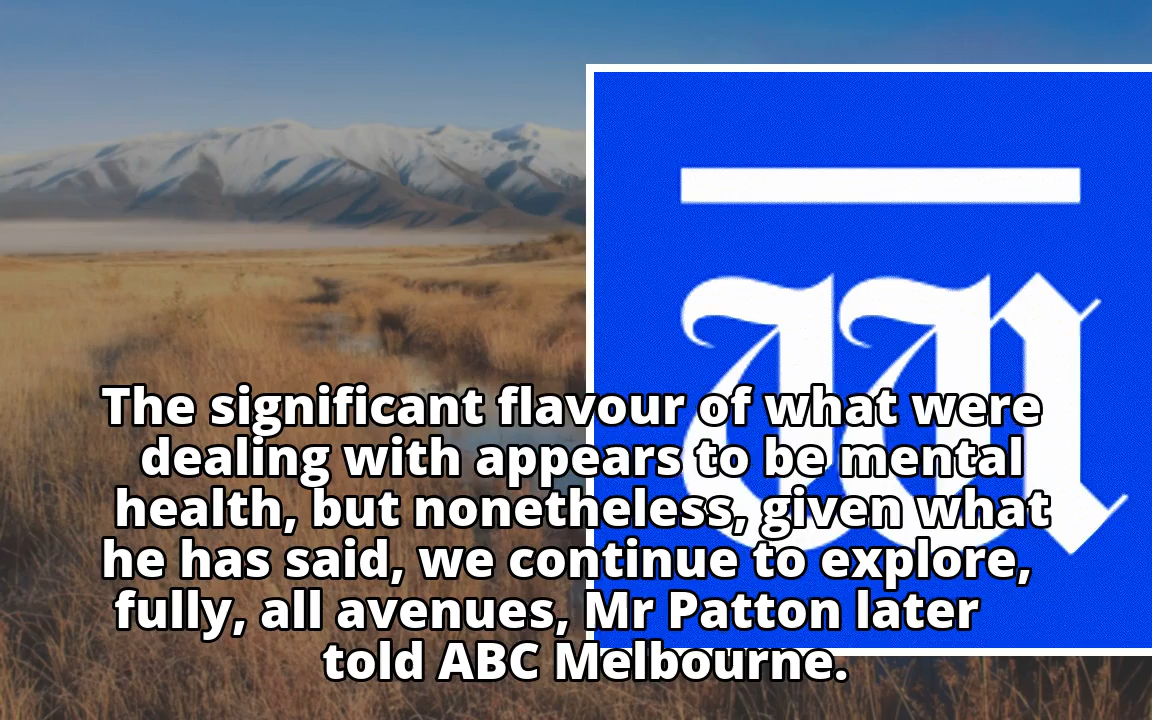 The significant flavour of what were
dealing with appears to be mental
health, but nonetheless, given what
he has said, we continue to explore,
fully, all avenues, Mr Patton later
told ABC Melbourne.